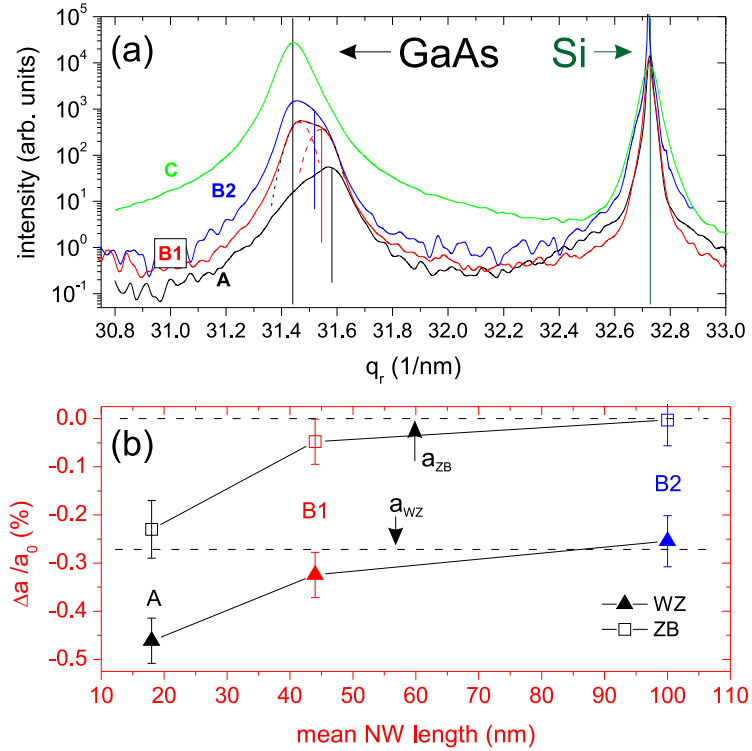 (a)
GaAs
Si
C
B2
B1
A
intensity (arb. units)
10^5
10^4
10^3
10^2
10^1
10^0
10^-1
30.8 31.0 31.2 31.4 31.6 31.8 32.0 32.2 32.4 32.6 32.8 33.0
q_r (1/nm)
(b)
0.0
-0.1
-0.2
-0.3
-0.4
-0.5
Δa/a_0 (%)
a_ZB
B1
B2
a_WZ
A
WZ
ZB
10 20 30 40 50 60 70 80 90 100 110
mean NW length (nm)